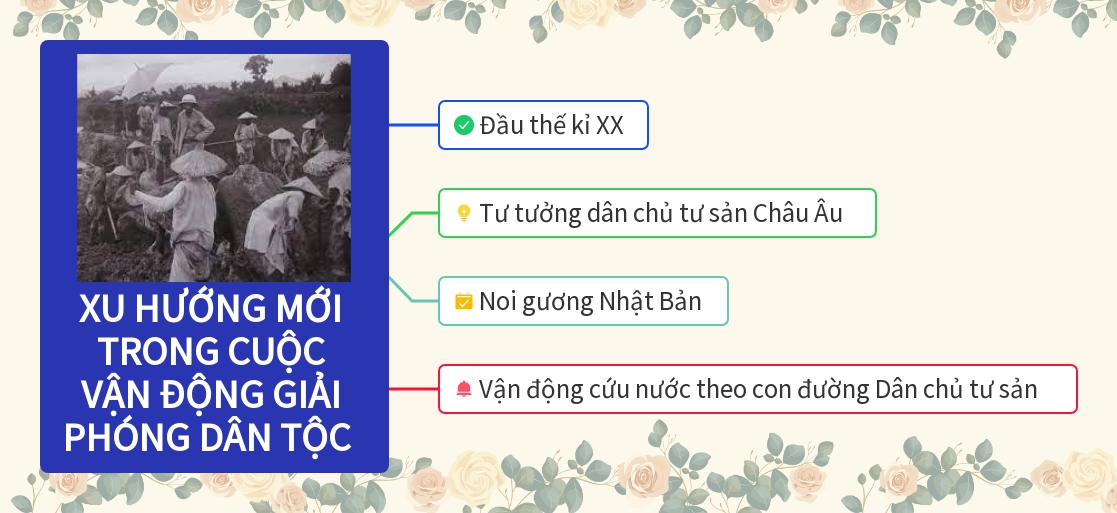 XU HƯỚNG MỚI
TRONG CUỘC
VẬN ĐỘNG GIẢI
PHÓNG DÂN TỘC
Đầu thế kỉ XX
Tư tưởng dân chủ tư sản Châu Âu
Noi gương Nhật Bản
Vận động cứu nước theo con đường Dân chủ tư sản